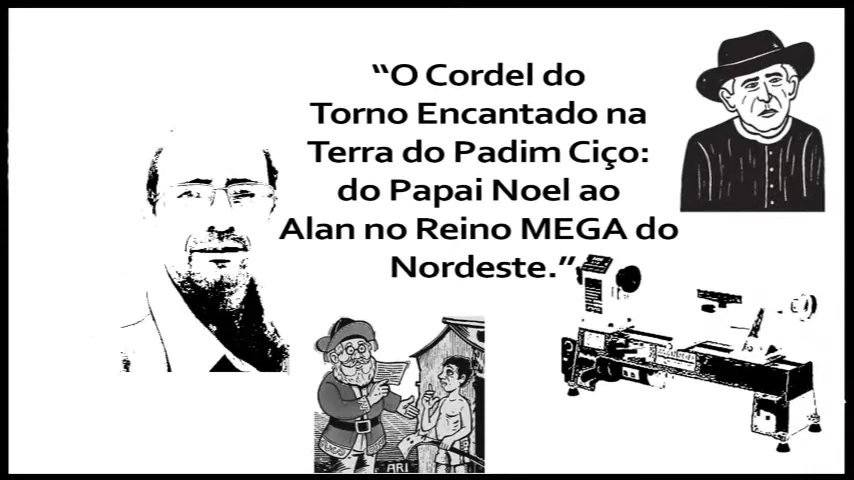 “O Cordel do
Torno Encantado na
Terra do Padim Ciço:
do Papai Noel ao
Alan no Reino MEGA do
Nordeste.”
ARI